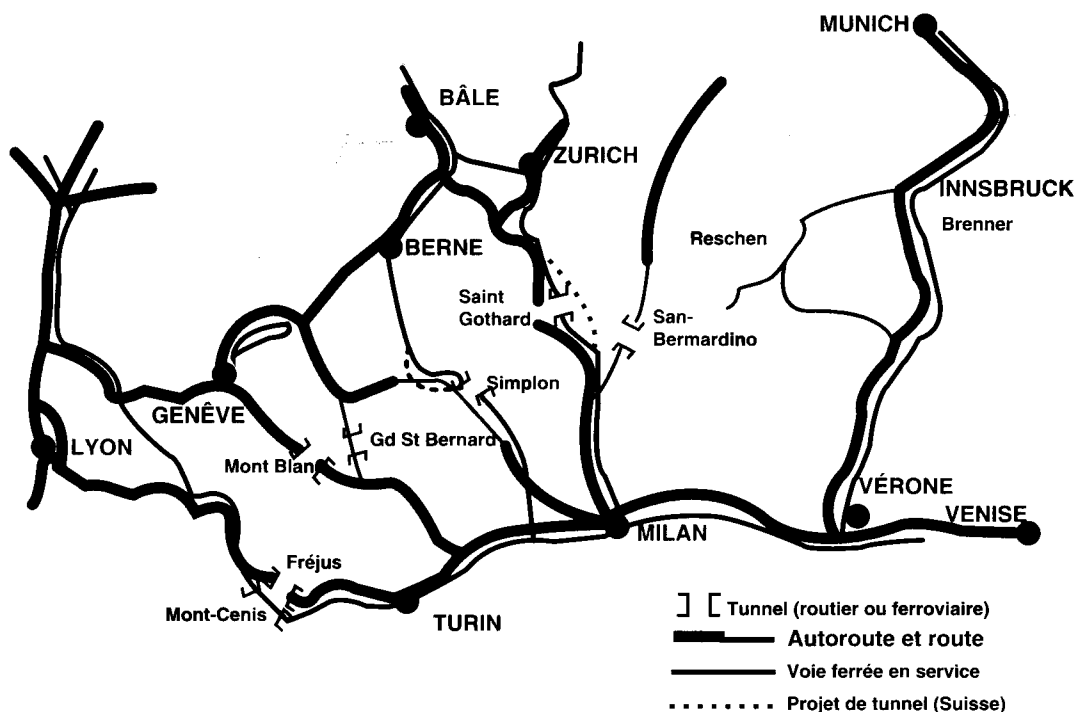 MUNICH
BÂLE
ZURICH
INNSBRUCK
Brenner
Reschen
BERNE
Saint
Gothard
San-
Bernardino
Simplon
GENÊVE
Gd St Bernard
LYON
Mont Blan
VÉRONE
VENISE
MILAN
Fréjus
Mont-Cenis
TURIN
Tunnel (routier ou ferroviaire)
Autoroute et route
Voie ferrée en service
Projet de tunnel (Suisse)